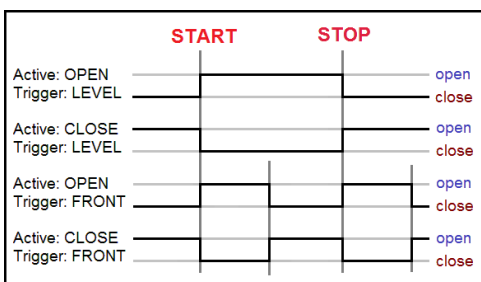 START STOP
Active: OPEN open
Trigger: LEVEL close
Active: CLOSE open
Trigger: LEVEL close
Active: OPEN open
Trigger: FRONT close
Active: CLOSE open
Trigger: FRONT close